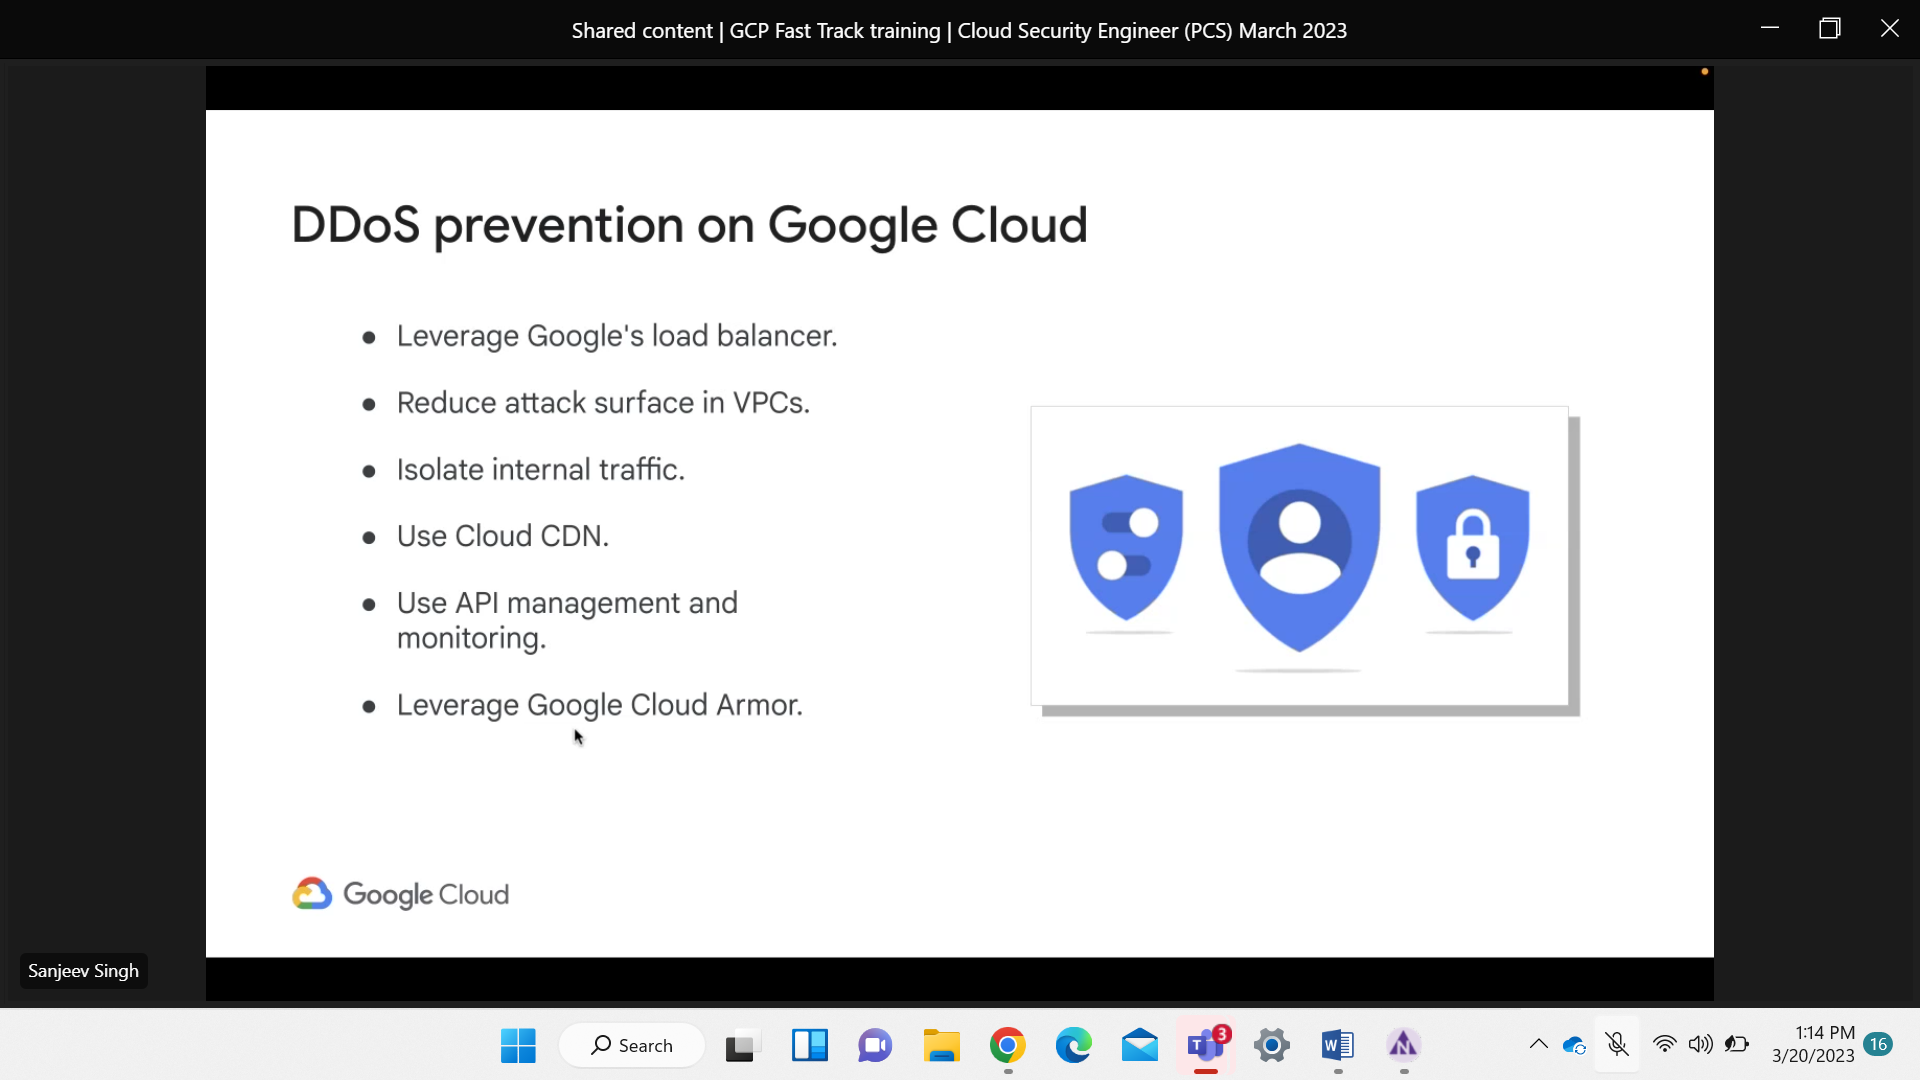 Shared content | GCP Fast Track training | Cloud Security Engineer (PCS) March 2023
DDoS prevention on Google Cloud
● Leverage Google's load balancer.
● Reduce attack surface in VPCs.
● Isolate internal traffic.
● Use Cloud CDN.
● Use API management and
monitoring.
● Leverage Google Cloud Armor.
Google Cloud
Sanjeev Singh
Search
T
3
W
N
1:14 PM
3/20/2023
16